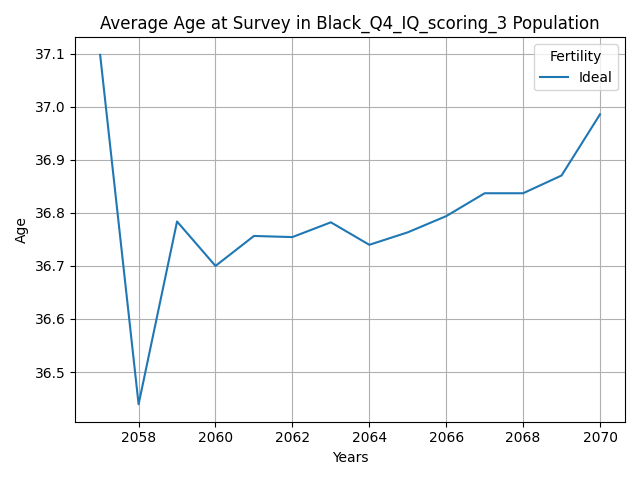 Average Age at Survey in Black_Q4_IQ_scoring_3 Population
Fertility
Ideal
Age
37.1
37.0
36.9
36.8
36.7
36.6
36.5
2058 2060 2062 2064 2066 2068 2070
Years